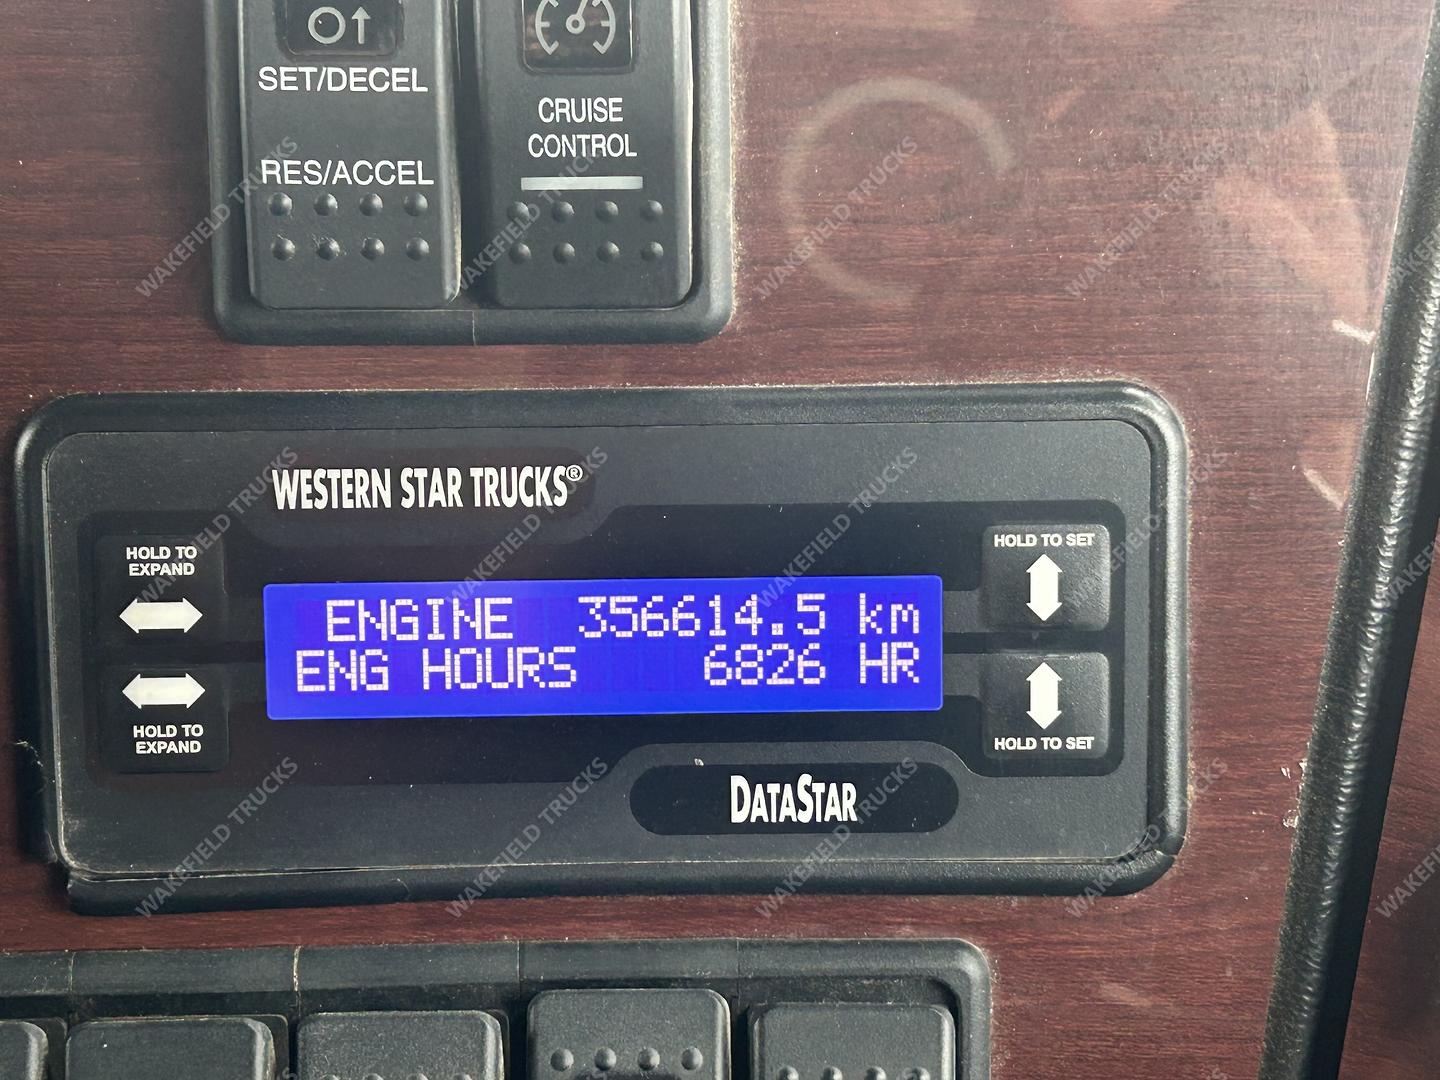 SET/DECEL
RES/ACCEL
CRUISE
CONTROL
WESTERN STAR TRUCKS®
HOLD TO
EXPAND
HOLD TO
EXPAND
ENGINE 356614.5 km
ENG HOURS 6826 HR
HOLD TO SET
HOLD TO SET
DATASTAR
WAKEFIELD TRUCKS